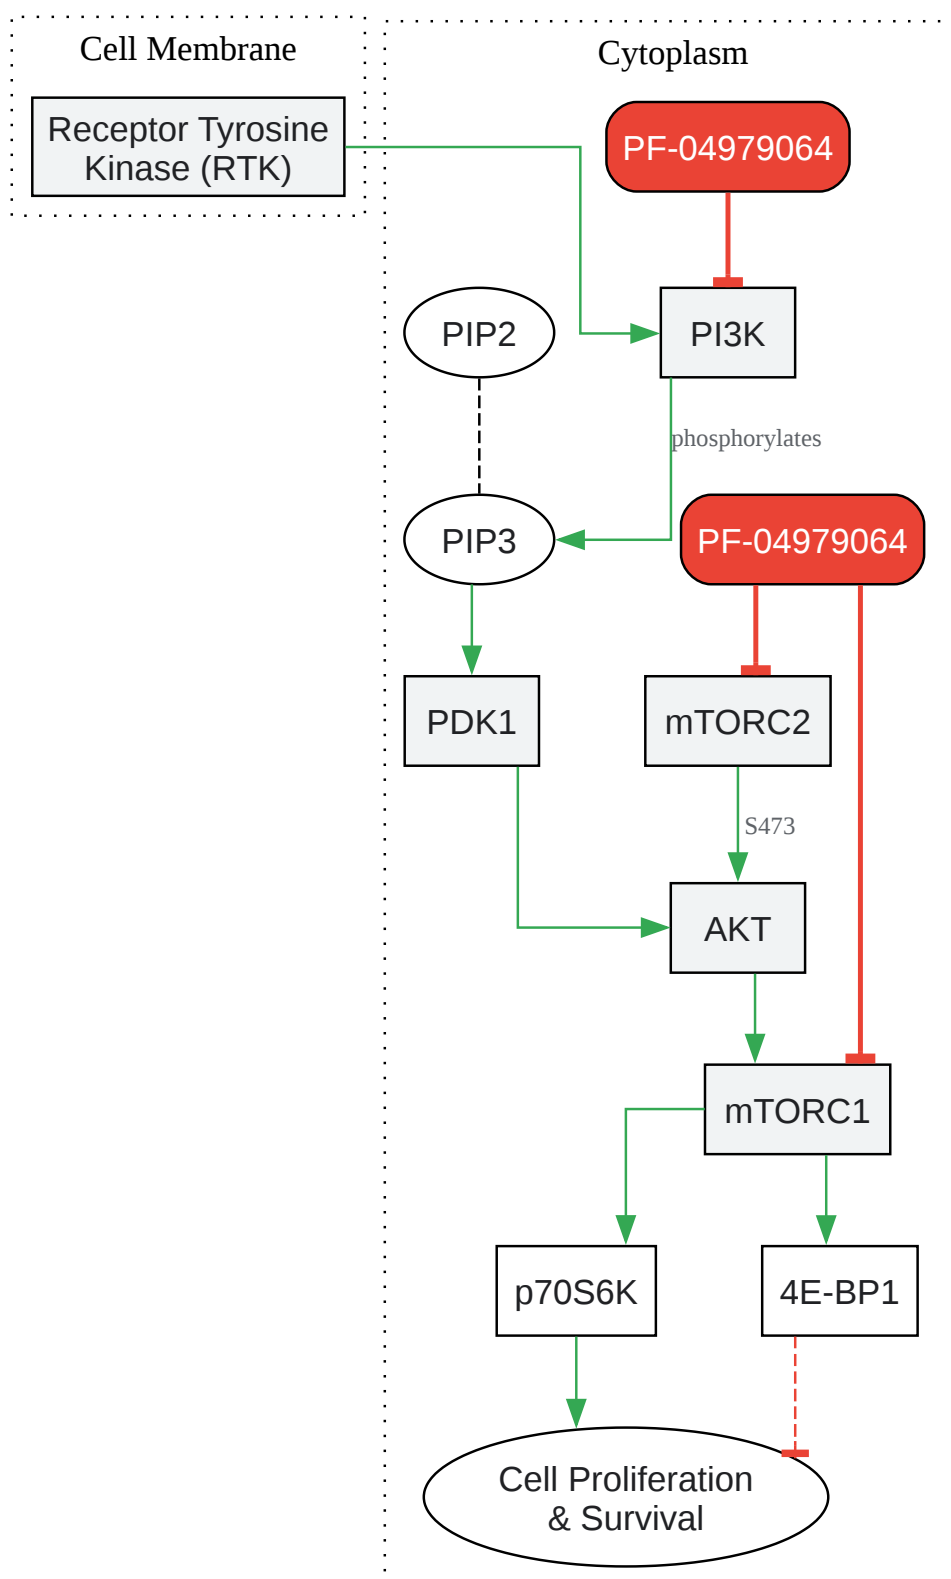 Cell Membrane
Cytoplasm
Receptor Tyrosine
Kinase (RTK)
PF-04979064
PIP2
PI3K
phosphorylates
PIP3
PF-04979064
PDK1
mTORC2
S473
AKT
mTORC1
p70S6K
4E-BP1
Cell Proliferation
& Survival